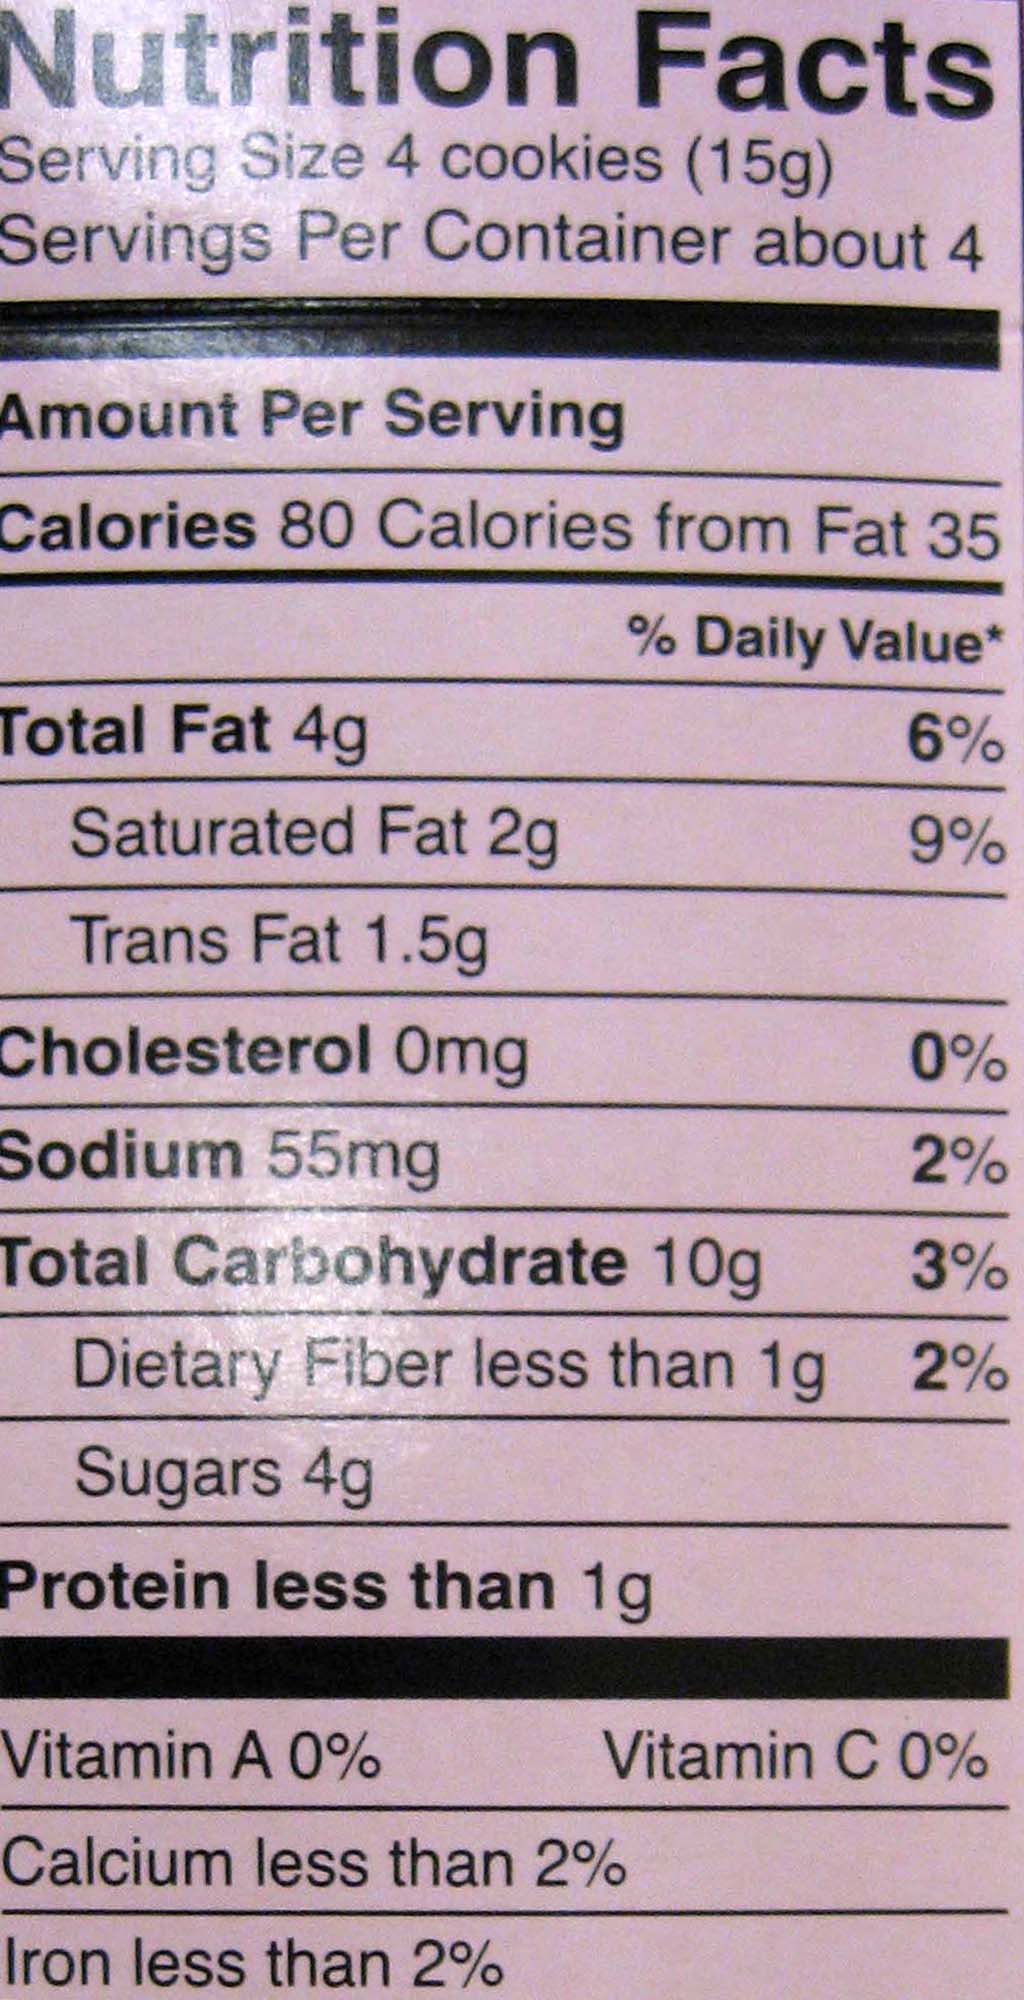 Nutrition Facts
Serving Size 4 cookies (15g)
Servings Per Container about 4
Amount Per Serving
Calories 80 Calories from Fat 35
% Daily Value*
Total Fat 4g 6%
Saturated Fat 2g 9%
Trans Fat 1.5g
Cholesterol 0mg 0%
Sodium 55mg 2%
Total Carbohydrate 10g 3%
Dietary Fiber less than 1g 2%
Sugars 4g
Protein less than 1g
Vitamin A 0% Vitamin C 0%
Calcium less than 2%
Iron less than 2%